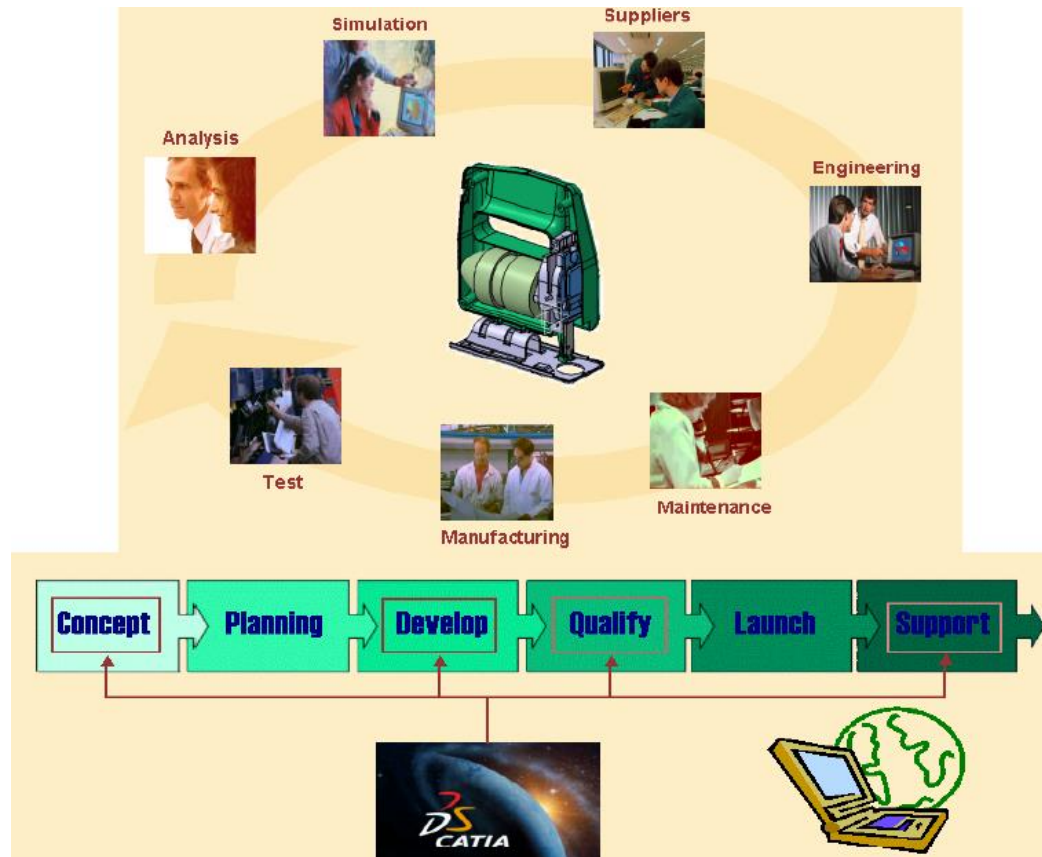 Simulation
Suppliers
Analysis
Engineering
Test
Manufacturing
Maintenance
Concept
Planning
Develop
Qualify
Launch
Support
DS
CATIA